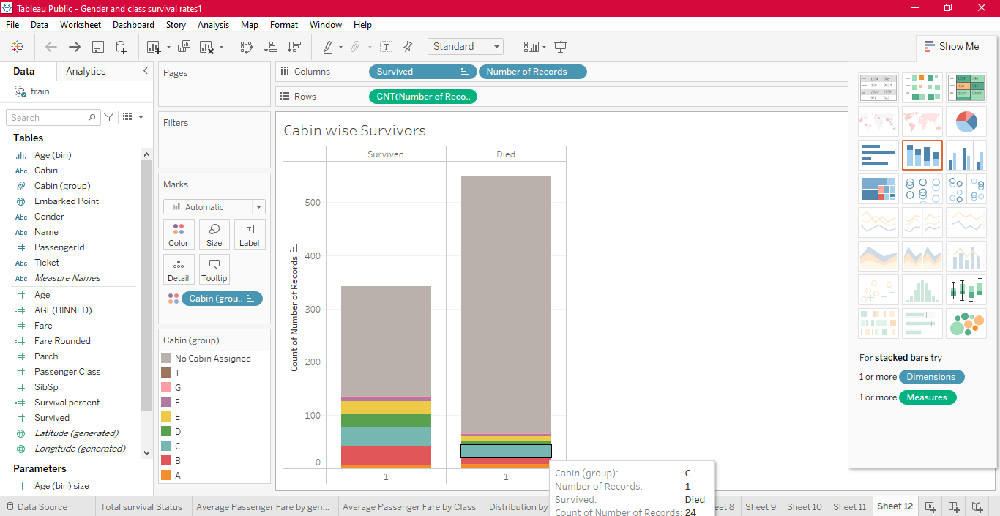 Tableau Public - Gender and class survival rates1
File Data Worksheet Dashboard Story Analysis Map Format Window Help
Standard
Show Me
Data Analytics
train
Search
Tables
Age (bin)
Cabin
Cabin (group)
Embarked Point
Gender
Name
PassengerId
Ticket
Measure Names
Age
AGE(BINNED)
Fare
Fare Rounded
Parch
Passenger Class
SibSp
Survival percent
Survived
Latitude (generated)
Longitude (generated)
Parameters
Age (bin) size
Pages
Filters
Marks
Automatic
Color Size Label
Detail Tooltip
Cabin (grou..
Cabin (group)
No Cabin Assigned
T
G
F
E
D
C
B
A
Columns Survived Number of Records
Rows CNT(Number of Reco..
Cabin wise Survivors
Survived Died
Count of Number of Records
500
400
300
200
100
0
1 1
Cabin (group): C
Number of Records: 1
Survived: Died
Count of Number of Records: 24
For stacked bars try
1 or more Dimensions
1 or more Measures
Data Source Total survival Status Average Passenger Fare by gen... Average Passenger Fare by Class Distribution by eet 8 Sheet 9 Sheet 10 Sheet 11 Sheet 12